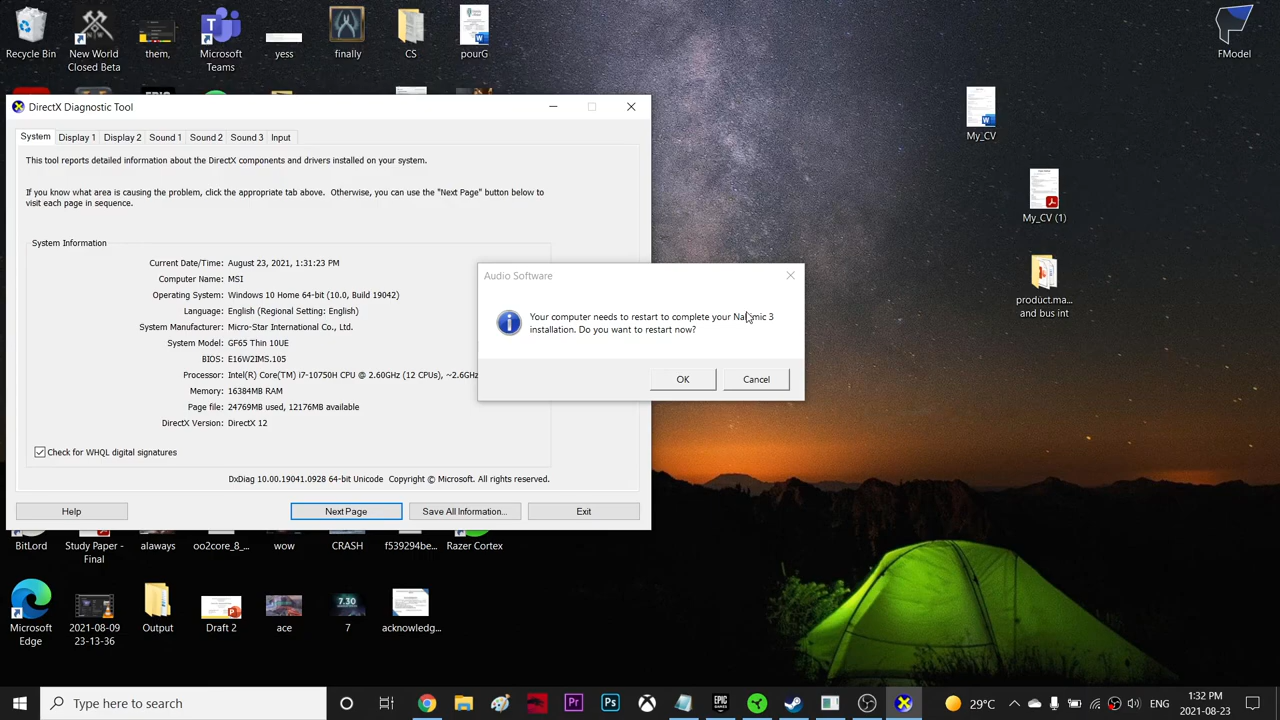 Recycle Bin
New World
Closed Beta
them,
Microsoft
Teams
yess
finally
CS
pourG
FModel
DirectX Diagnostic Tool
System
Display 1
Display 2
Sound 1
Sound 2
Sound 3
Input
This tool reports detailed information about the DirectX components and drivers installed on your system.
If you know what area is causing the problem, click the appropriate tab above. Otherwise, you can use the "Next Page" button below to
visit each page in sequence.
System Information
Current Date/Time: August 23, 2021, 1:31:23 PM
Computer Name: MSI
Operating System: Windows 10 Home 64-bit (10.0, Build 19042)
Language: English (Regional Setting: English)
System Manufacturer: Micro-Star International Co., Ltd.
System Model: GF65 Thin 10UE
BIOS: E16W2IMS.105
Processor: Intel(R) Core(TM) i7-10750H CPU @ 2.60GHz (12 CPUs), ~2.6GHz
Memory: 16384MB RAM
Page file: 24769MB used, 12176MB available
DirectX Version: DirectX 12
Check for WHQL digital signatures
DxDiag 10.00.19041.0928 64-bit Unicode Copyright © Microsoft. All rights reserved.
Help
Next Page
Save All Information...
Exit
Audio Software
Your computer needs to restart to complete your Nahimic 3
installation. Do you want to restart now?
OK
Cancel
My_CV
My_CV (1)
product.ma...
and bus int
BitLord
Study Paper -
Final
alaways
oo2core_8_...
wow
CRASH
f539294be...
Razer Cortex
Microsoft
Edge
2021-08-09
23-13-36
Output
Draft 2
ace
7.30
7
acknowledg...
Type here to search
Pr
Ps
EPIC
GAMES
29°C
ENG
1:32 PM
2021-08-23